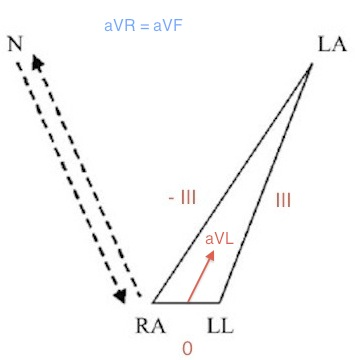 aVR = aVF
N
LA
- III
III
aVL
RA
LL
0